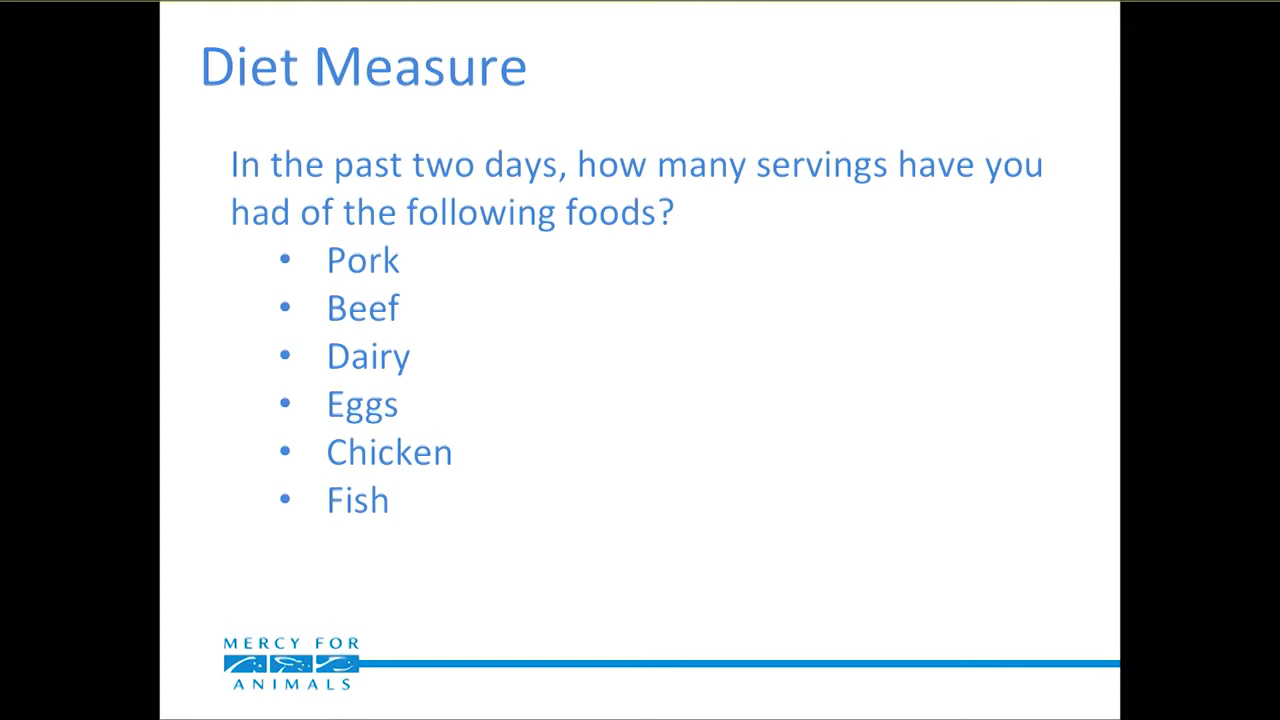 Diet Measure
In the past two days, how many servings have you
had of the following foods?
• Pork
• Beef
• Dairy
• Eggs
• Chicken
• Fish
MERCY FOR
ANIMALS